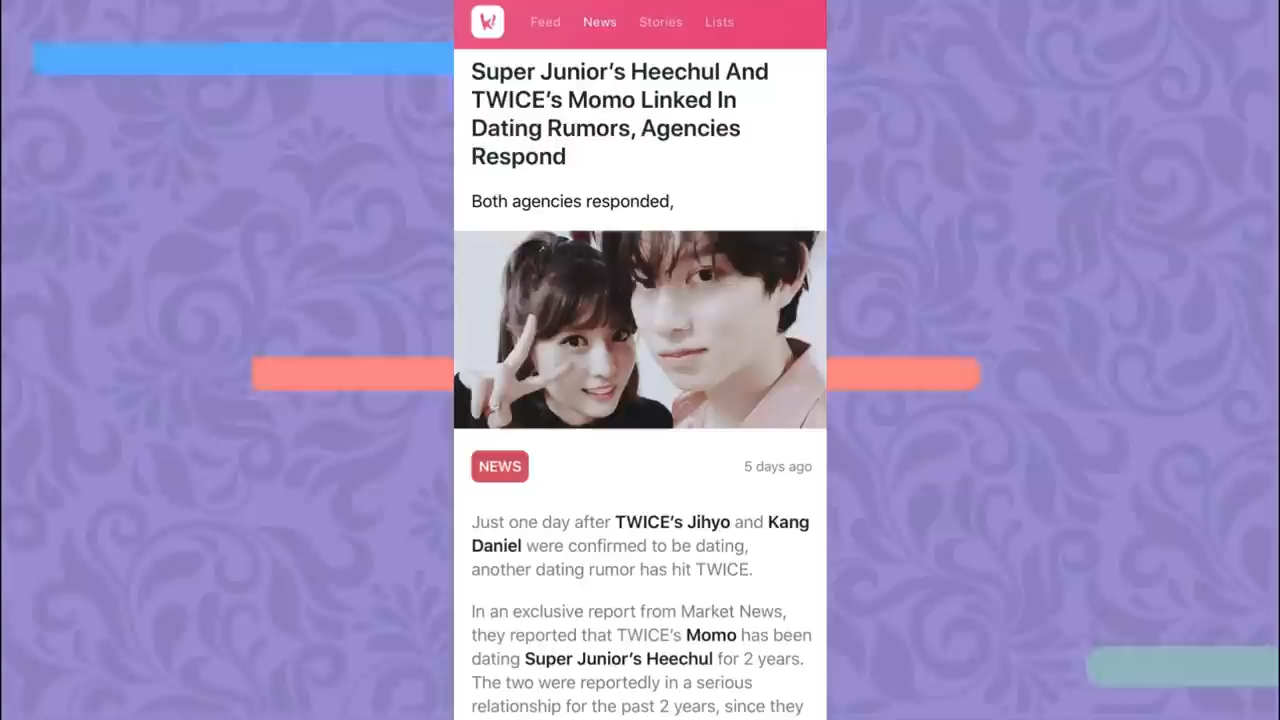 Feed News Stories Lists
Super Junior’s Heechul And
TWICE’s Momo Linked In
Dating Rumors, Agencies
Respond
Both agencies responded,
NEWS
5 days ago
Just one day after TWICE’s Jihyo and Kang
Daniel were confirmed to be dating,
another dating rumor has hit TWICE.
In an exclusive report from Market News,
they reported that TWICE’s Momo has been
dating Super Junior’s Heechul for 2 years.
The two were reportedly in a serious
relationship for the past 2 years, since they